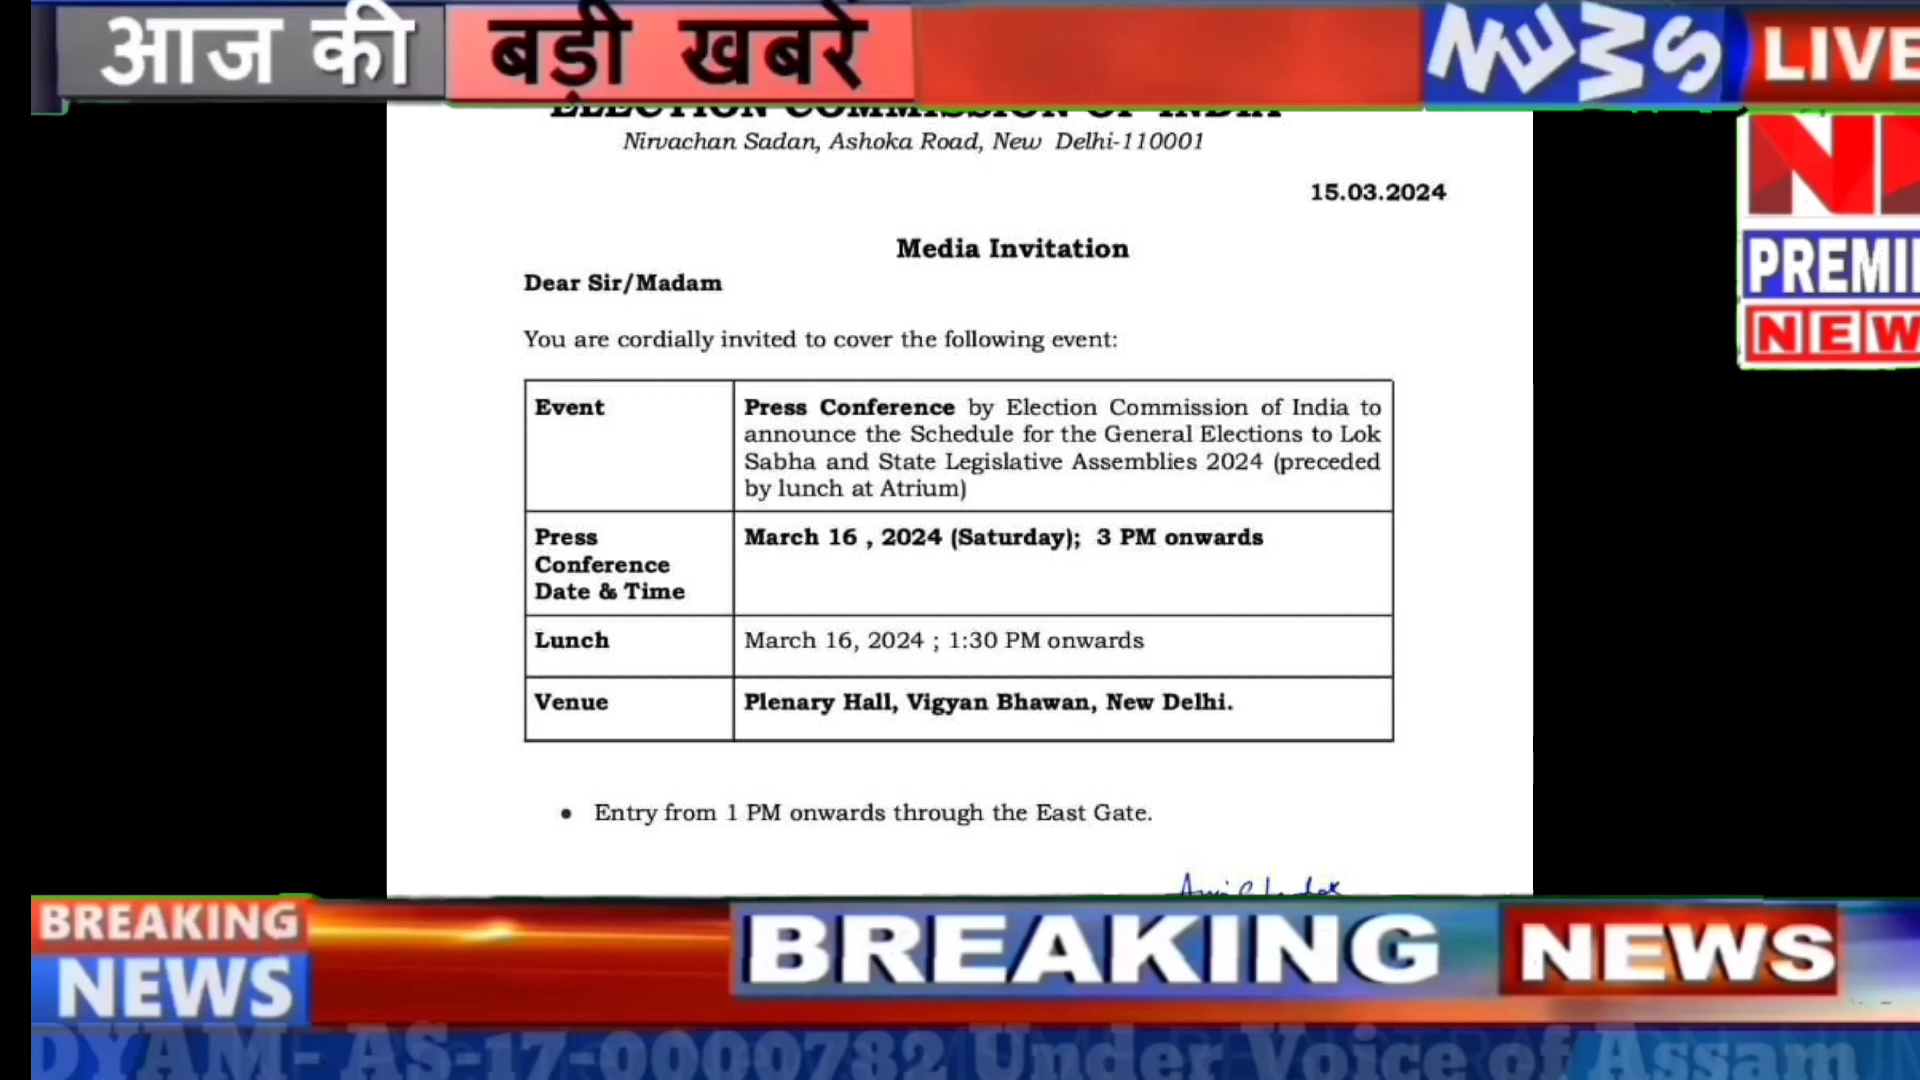 आज की बड़ी खबरें
NEWS LIVE
ELECTION COMMISSION OF INDIA
Nirvachan Sadan, Ashoka Road, New Delhi-110001
15.03.2024
PREMI
NEW
Media Invitation
Dear Sir/Madam
You are cordially invited to cover the following event:
Event
Press Conference by Election Commission of India to
announce the Schedule for the General Elections to Lok
Sabha and State Legislative Assemblies 2024 (preceded
by lunch at Atrium)
Press
Conference
Date & Time
March 16 , 2024 (Saturday); 3 PM onwards
Lunch
March 16, 2024 ; 1:30 PM onwards
Venue
Plenary Hall, Vigyan Bhawan, New Delhi.
• Entry from 1 PM onwards through the East Gate.
BREAKING
NEWS
BREAKING NEWS
DYAM- AS-17-0000782 Under Voice of Assam